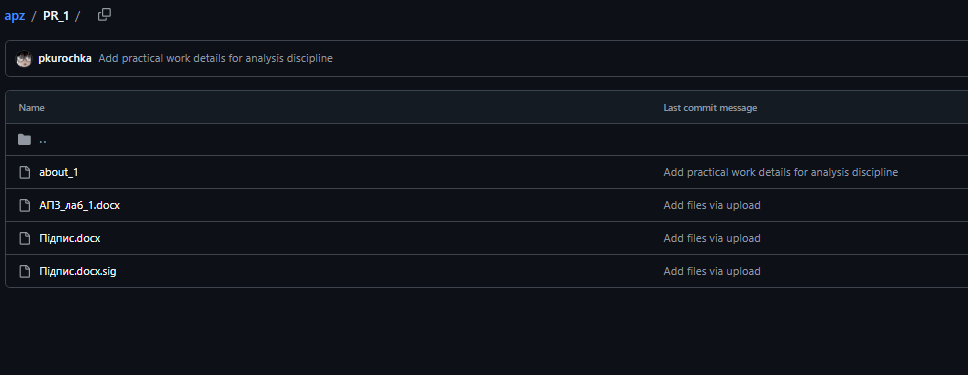 apz / PR_1 /
pkurochka Add practical work details for analysis discipline
Name Last commit message
..
about_1 Add practical work details for analysis discipline
АПЗ_лаб_1.docx Add files via upload
Підпис.docx Add files via upload
Підпис.docx.sig Add files via upload